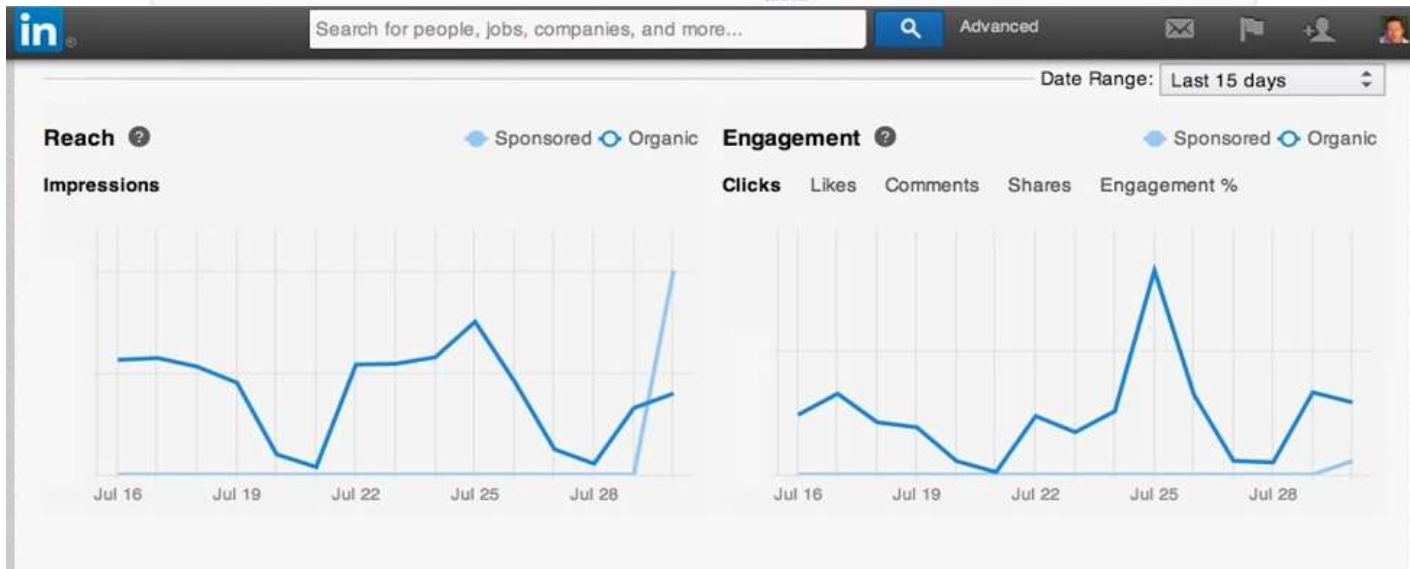 in
Search for people, jobs, companies, and more...
Advanced
Date Range: Last 15 days
Reach ?
Sponsored Organic
Impressions
Jul 16 Jul 19 Jul 22 Jul 25 Jul 28
Engagement ?
Sponsored Organic
Clicks Likes Comments Shares Engagement %
Jul 16 Jul 19 Jul 22 Jul 25 Jul 28